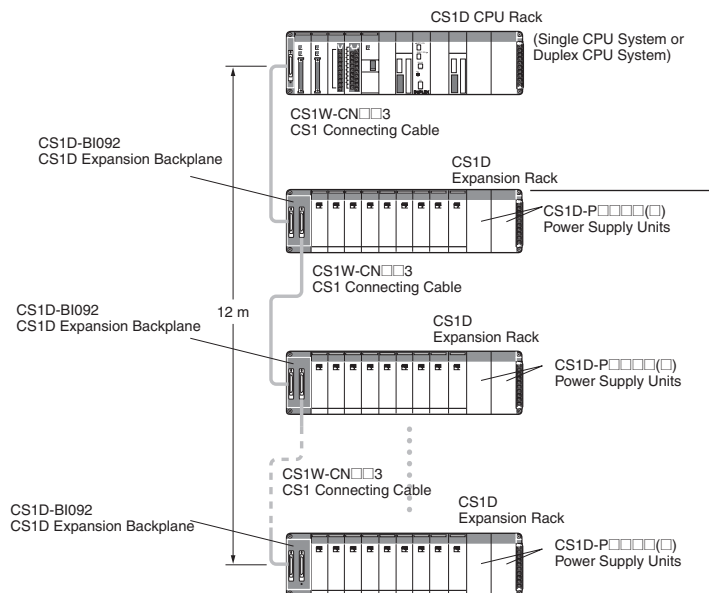 CS1D CPU Rack
(Single CPU System or
Duplex CPU System)
CS1W-CN□□3
CS1 Connecting Cable
CS1D-BI092
CS1D Expansion Backplane
CS1D
Expansion Rack
CS1D-P□□□□(□)
Power Supply Units
CS1W-CN□□3
CS1 Connecting Cable
CS1D-BI092
CS1D Expansion Backplane
12 m
CS1D
Expansion Rack
CS1D-P□□□□(□)
Power Supply Units
CS1W-CN□□3
CS1 Connecting Cable
CS1D-BI092
CS1D Expansion Backplane
CS1D
Expansion Rack
CS1D-P□□□□(□)
Power Supply Units